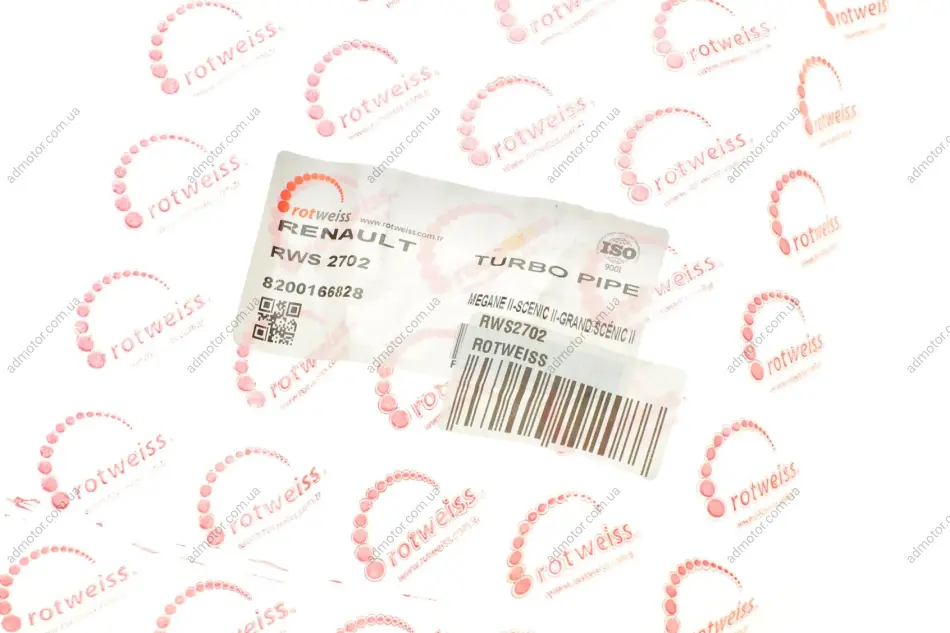 rotweiss
www.rotweiss.com.tr
RENAULT
RWS 2702
8200166828
ISO
9001
TURBO PIPE
MEGANE II-SCENIC II-GRAND SCÉNIC II
RWS2702
ROTWEISS
rotweiss
admotor.com.ua